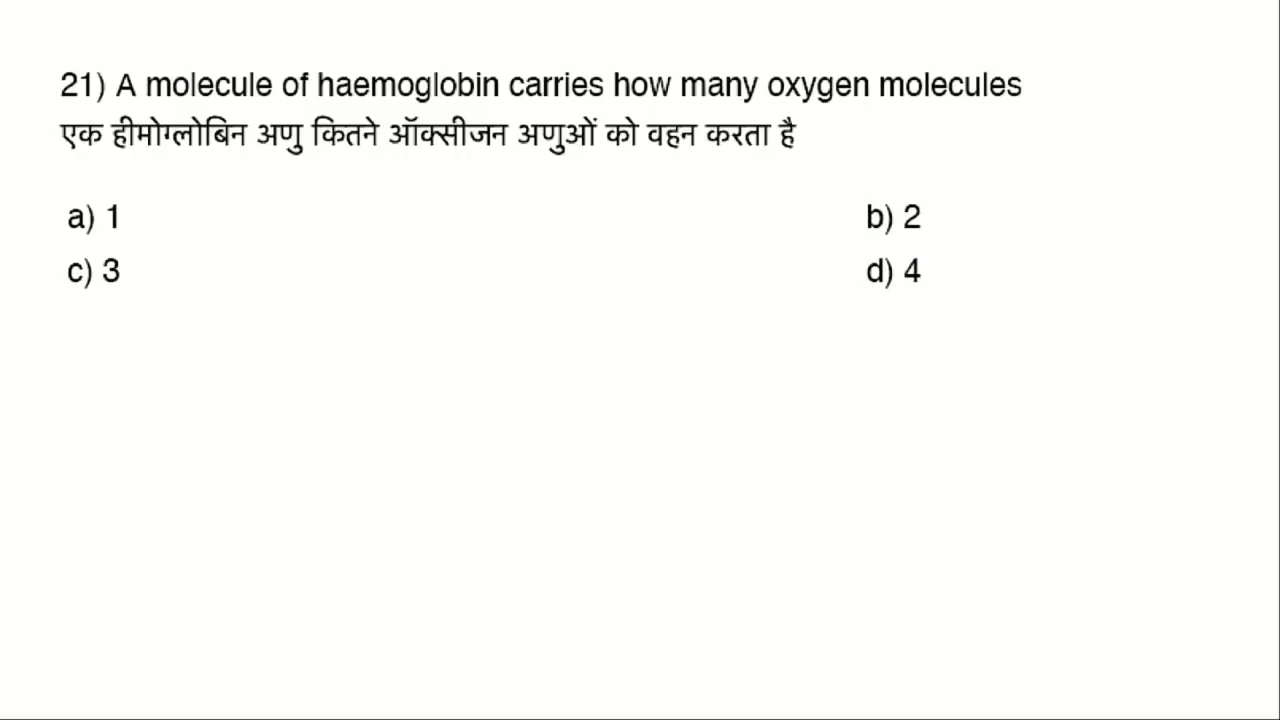 21) A molecule of haemoglobin carries how many oxygen molecules
एक हीमोग्लोबिन अणु कितने ऑक्सीजन अणुओं को वहन करता है
a) 1 b) 2
c) 3 d) 4